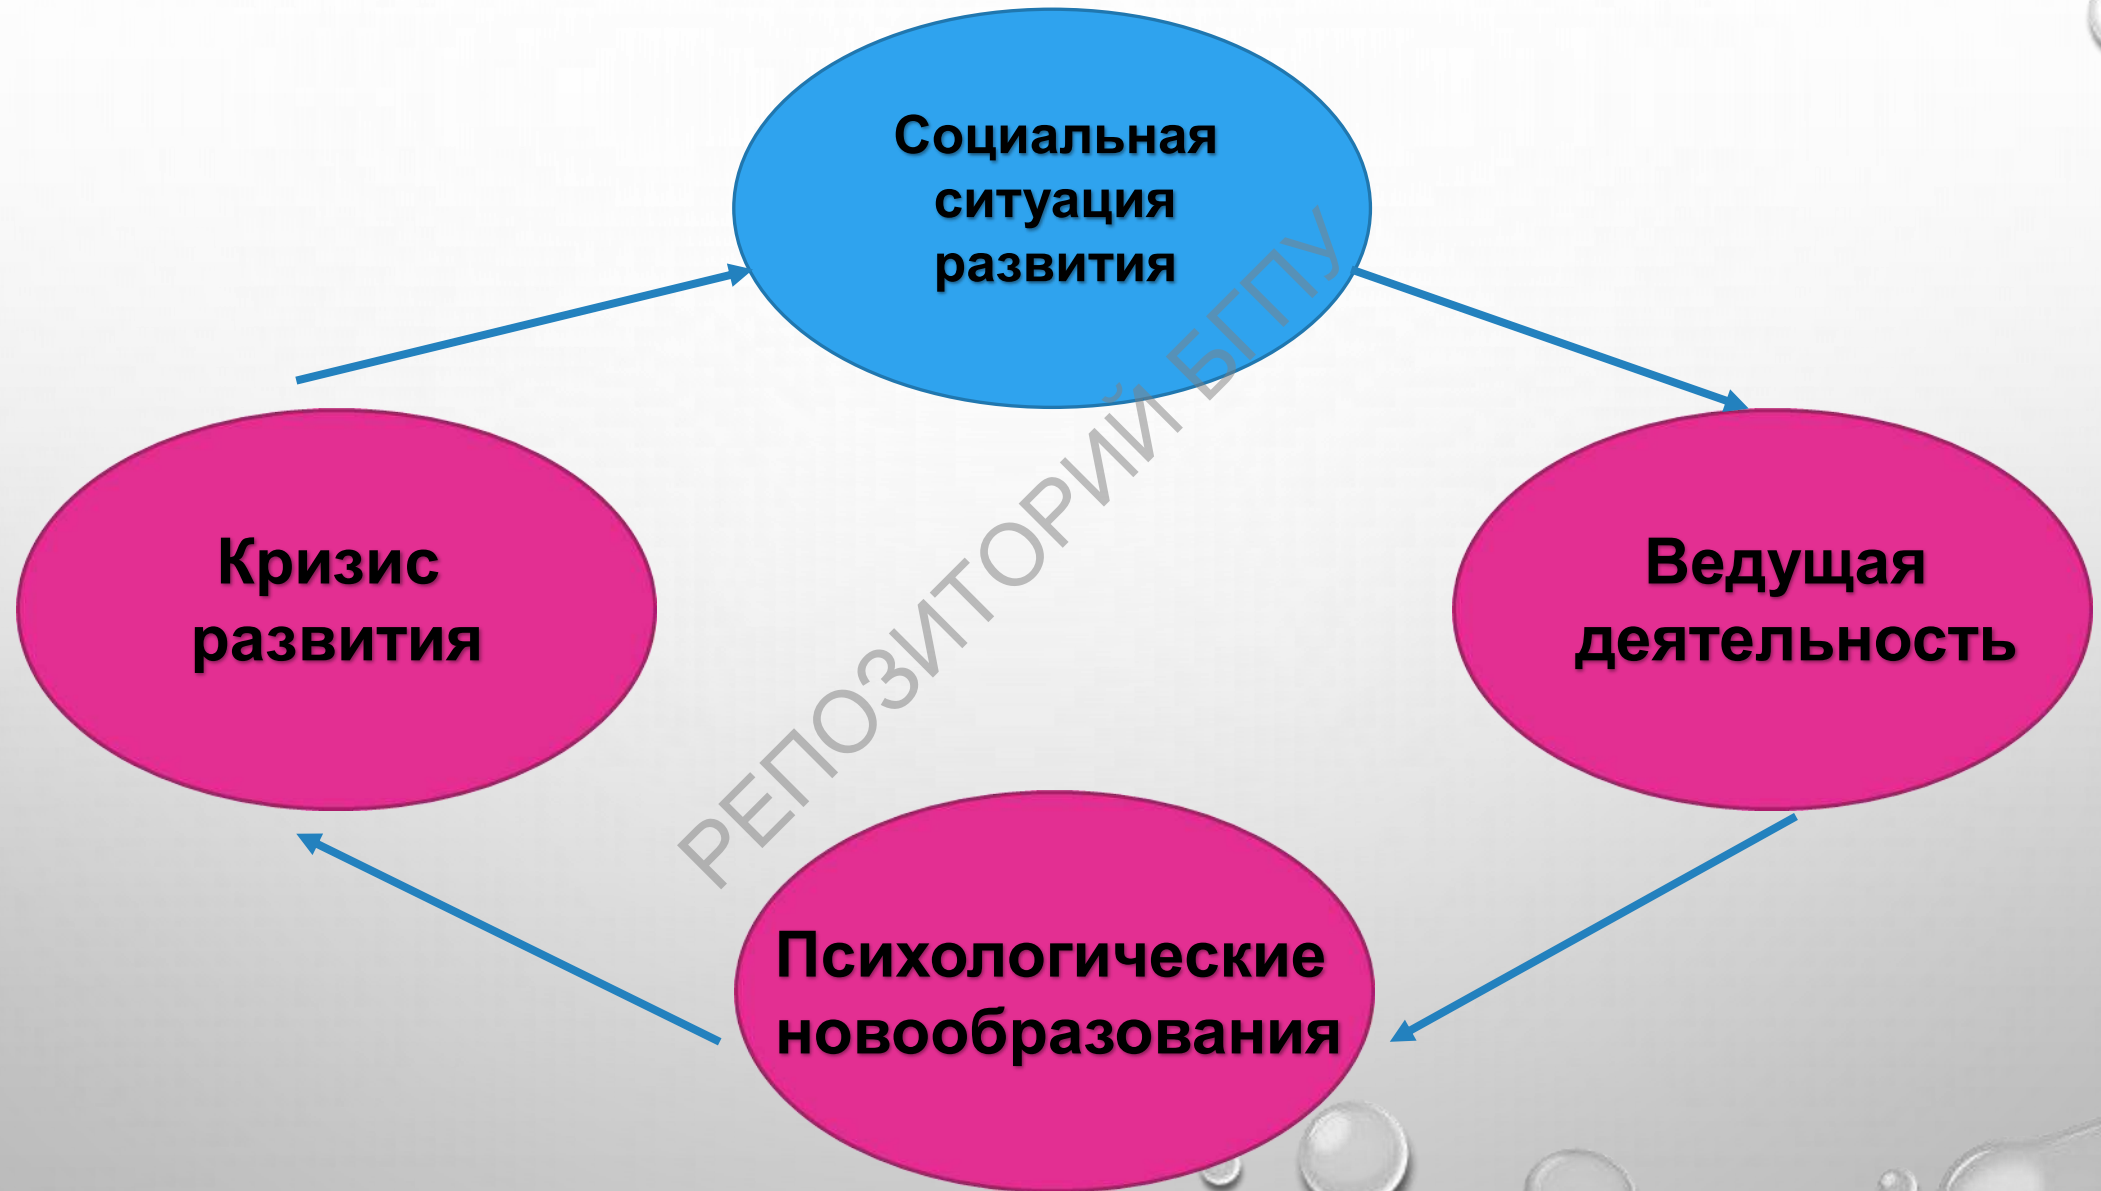 Социальная
ситуация
развития
Кризис
развития
Ведущая
деятельность
Психологические
новообразования
РЕПОЗИТОРИЙ БГПУ